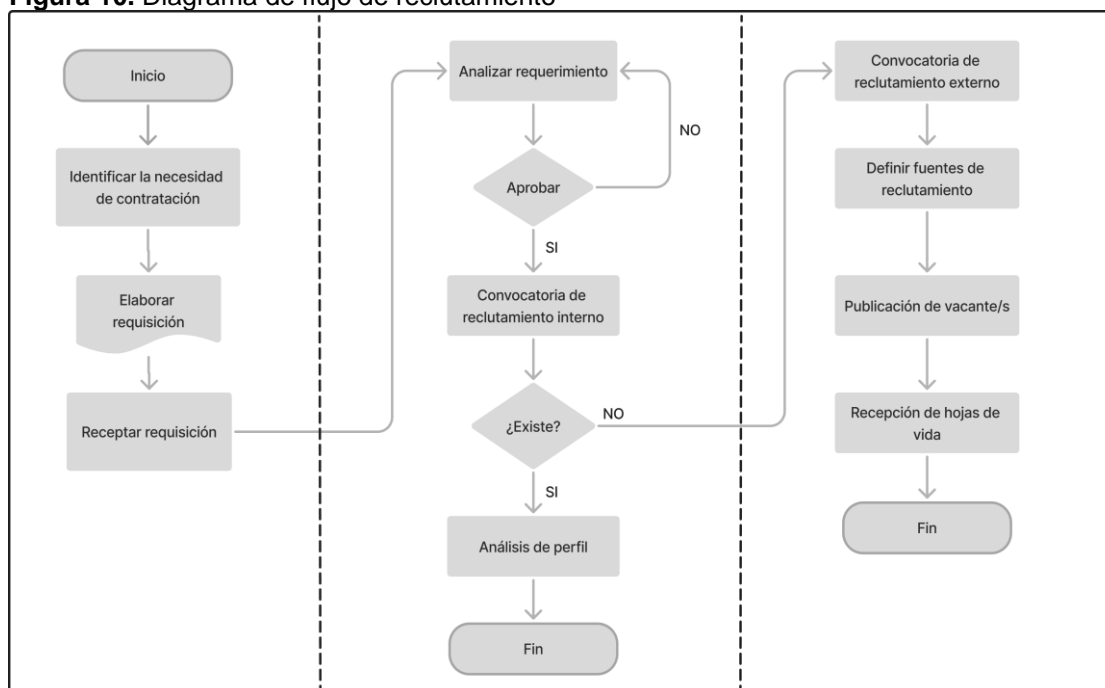 Figura 10. Diagrama de flujo de reclutamiento
Inicio
Identificar la necesidad
de contratación
Elaborar
requisición
Receptar requisición
Analizar requerimiento
NO
Aprobar
SI
Convocatoria de
reclutamiento interno
¿Existe?
NO
SI
Análisis de perfil
Fin
Convocatoria de
reclutamiento externo
Definir fuentes de
reclutamiento
Publicación de vacante/s
Recepción de hojas de
vida
Fin